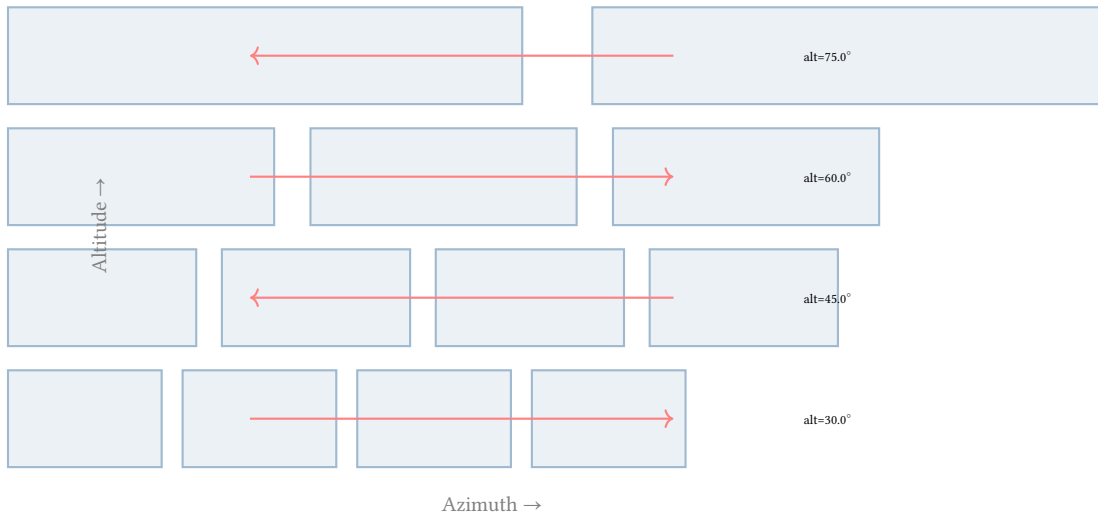 alt=75.0°
alt=60.0°
Altitude →
alt=45.0°
alt=30.0°
Azimuth →